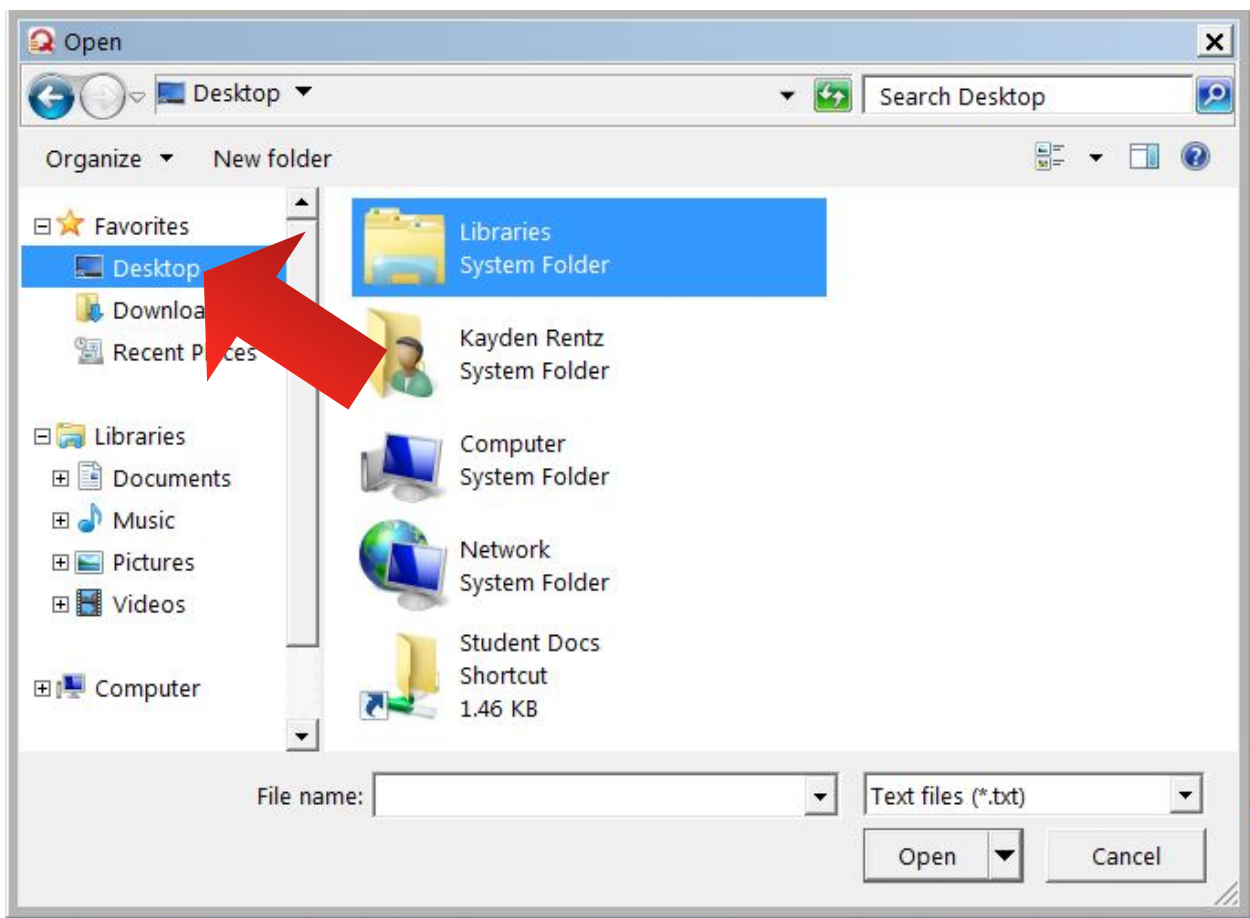 Open
Desktop
Search Desktop
Organize
New folder
Favorites
Desktop
Downloa
Recent P ces
Libraries
Documents
Music
Pictures
Videos
Computer
Libraries
System Folder
Kayden Rentz
System Folder
Computer
System Folder
Network
System Folder
Student Docs
Shortcut
1.46 KB
File name:
Text files (*.txt)
Open
Cancel